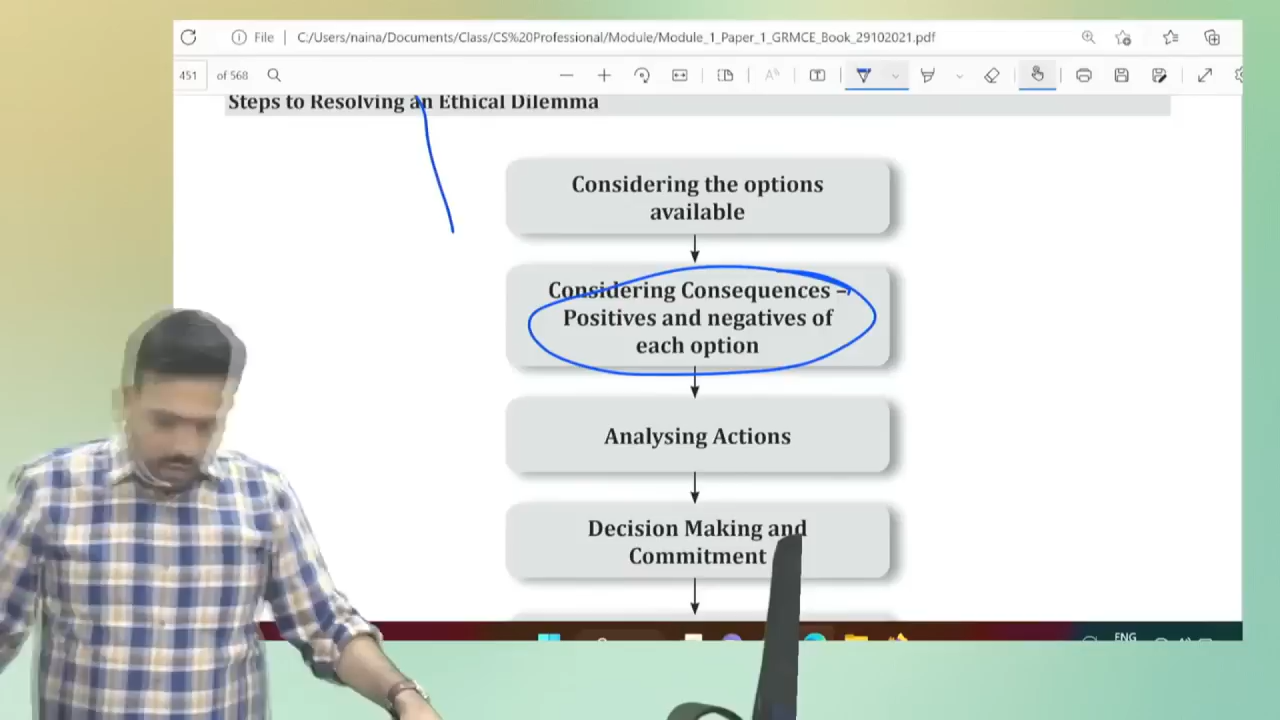 File
C:/Users/naina/Documents/Class/CS%20Professional/Module/Module_1_Paper_1_GRMCE_Book_29102021.pdf
451 of 568
Steps to Resolving an Ethical Dilemma
Considering the options
available
Considering Consequences –
Positives and negatives of
each option
Analysing Actions
Decision Making and
Commitment
ENG